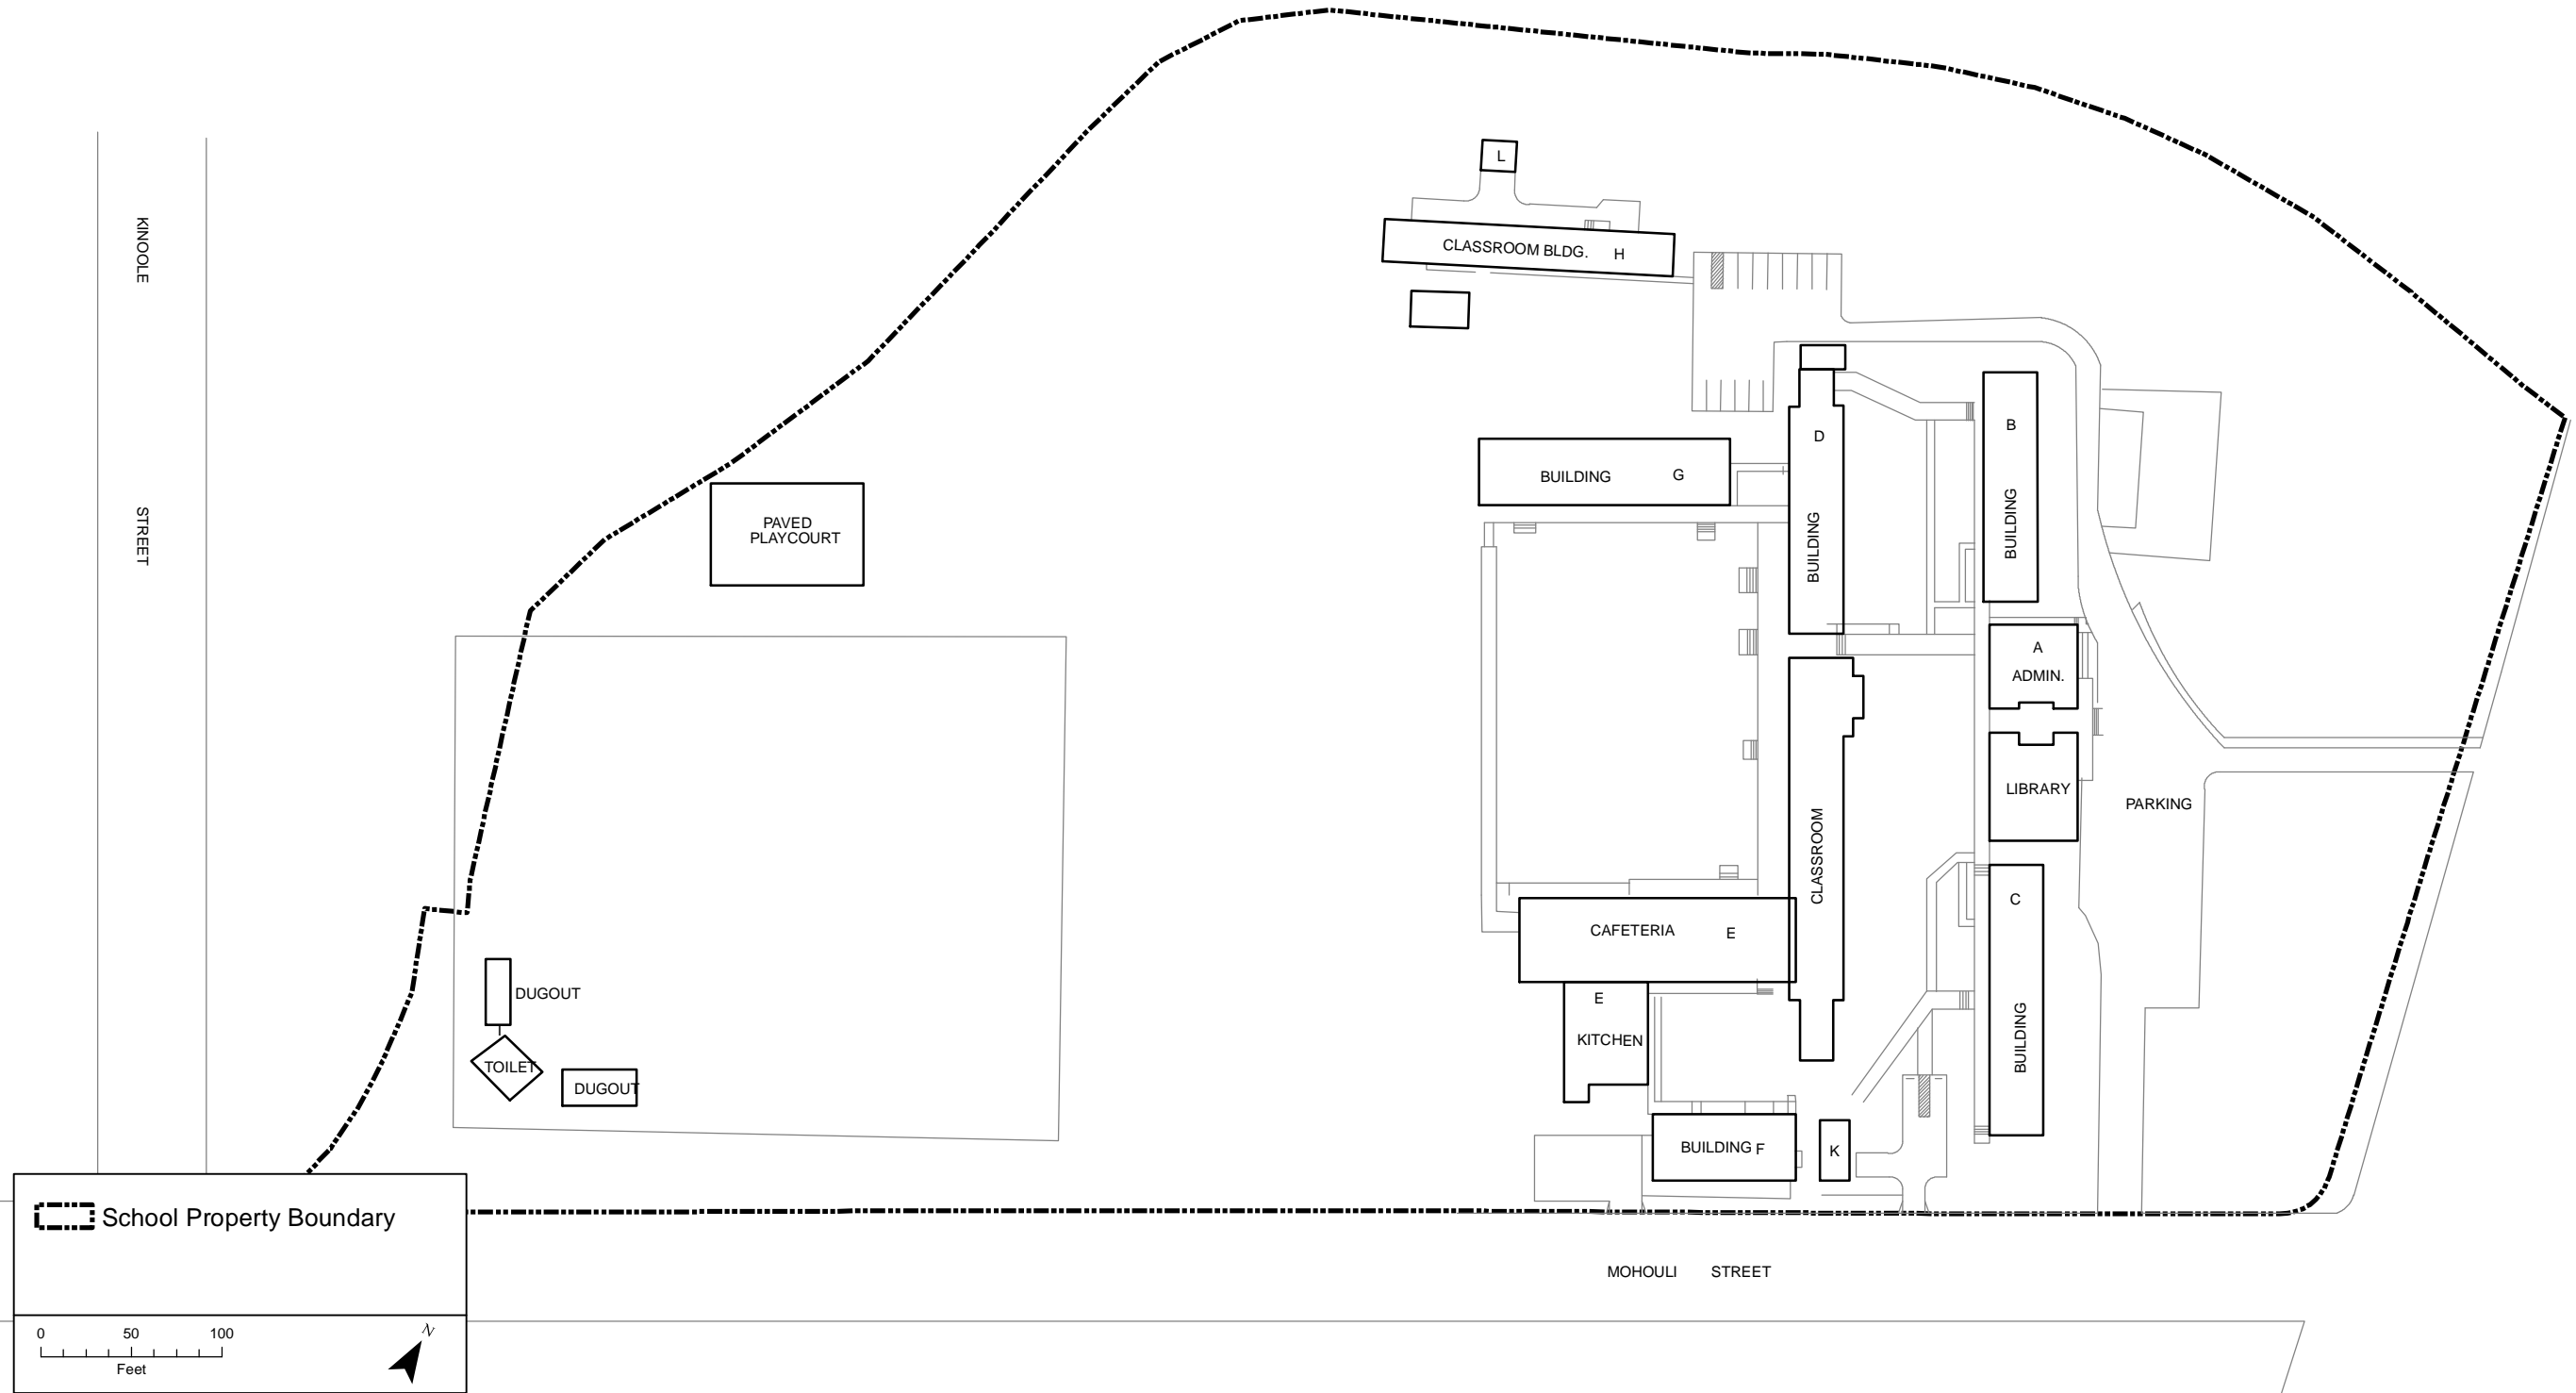 L
CLASSROOM BLDG. H
KINOOLE
STREET
D
B
BUILDING G
PAVED
PLAYCOURT
BUILDING
BUILDING
A
ADMIN.
LIBRARY
PARKING
CLASSROOM
C
CAFETERIA E
DUGOUT
E
KITCHEN
BUILDING
TOILET
DUGOUT
BUILDING F
K
School Property Boundary
MOHOULI STREET
0 50 100
Feet
N